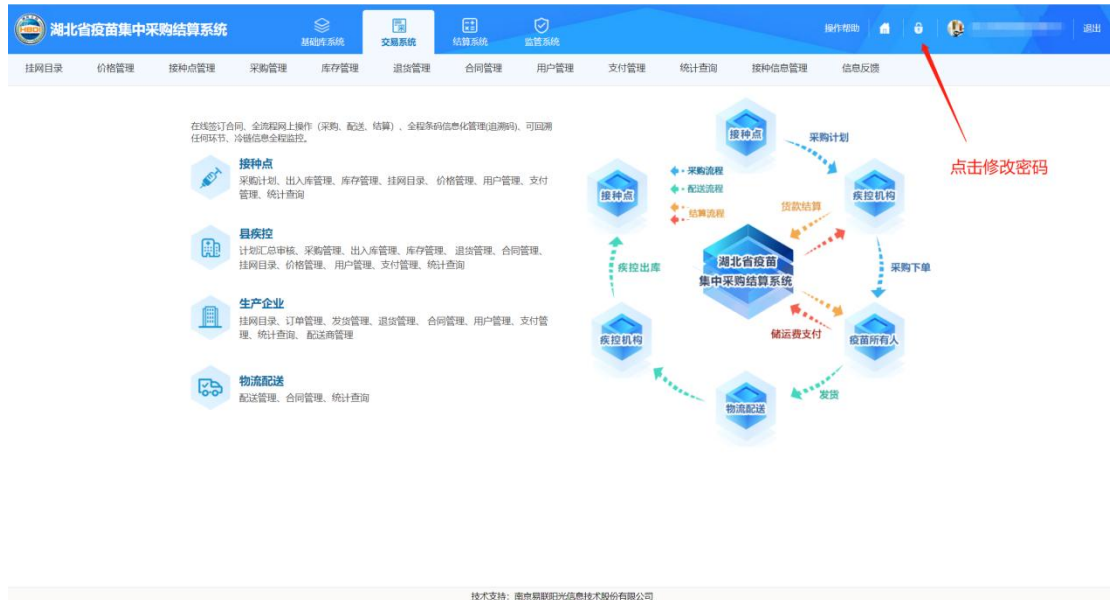 湖北省疫苗集中采购结算系统
基础库系统 交易系统 结算系统 监管系统
操作帮助 退出
挂网目录 价格管理 接种点管理 采购管理 库存管理 退货管理 合同管理 用户管理 支付管理 统计查询 接种信息管理 信息反馈
在线签订合同、全流程网上操作（采购、配送、结算）、全程条码信息化管理(追溯码)、可回溯
任何环节、冷链信息全程监控。
接种点
采购计划、出入库管理、库存管理、挂网目录、 价格管理、用户管理、支付
管理、统计查询
县疾控
计划汇总审核、采购管理、出入库管理、库存管理、 退货管理、合同管理、
挂网目录、价格管理、 用户管理、支付管理、统计查询
生产企业
挂网目录、订单管理、发货管理、退货管理、 合同管理、用户管理、支付管
理、统计查询、 配送商管理
物流配送
配送管理、合同管理、统计查询
接种点
采购计划
点击修改密码
采购流程
配送流程
结算流程
接种点
疾控机构
货款结算
疾控出库
湖北省疫苗
集中采购结算系统
采购下单
储运费支付
疾控机构
疫苗所有人
发货
物流配送
技术支持：南京易联阳光信息技术股份有限公司